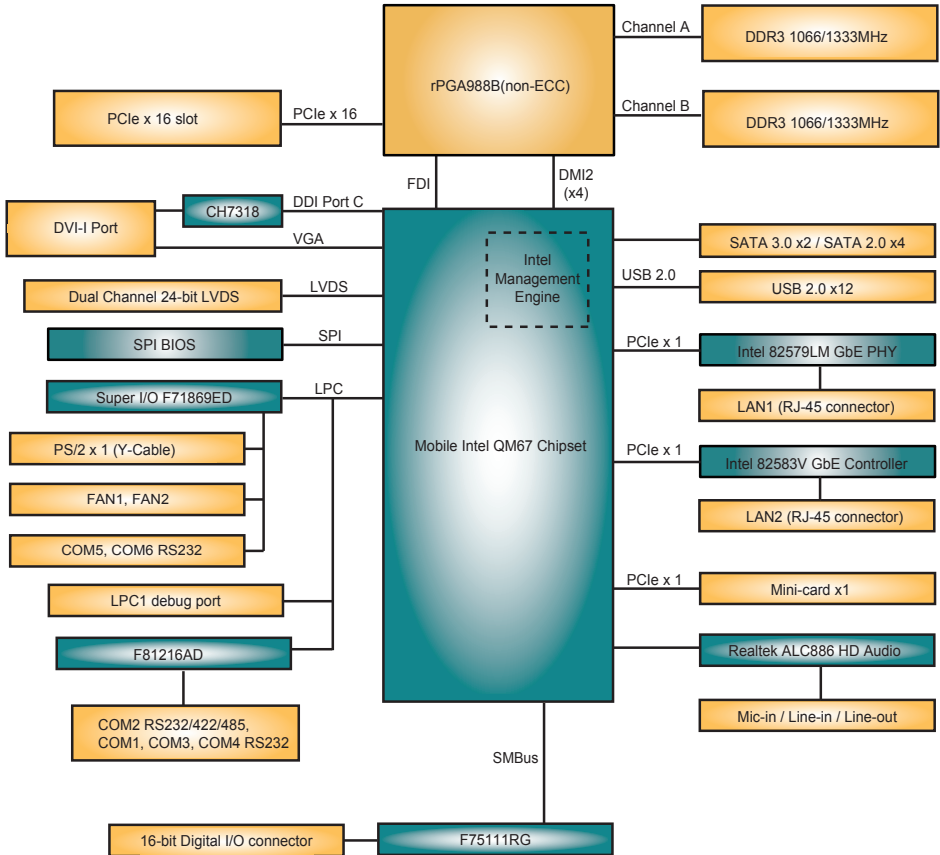 Channel A
DDR3 1066/1333MHz
rPGA988B(non-ECC)
PCIe x 16 slot
PCIe x 16
Channel B
DDR3 1066/1333MHz
FDI
DMI2
(x4)
CH7318
DDI Port C
DVI-I Port
VGA
Intel
Management
Engine
SATA 3.0 x2 / SATA 2.0 x4
USB 2.0
USB 2.0 x12
Dual Channel 24-bit LVDS
LVDS
SPI BIOS
SPI
PCIe x 1
Intel 82579LM GbE PHY
Super I/O F71869ED
LPC
LAN1 (RJ-45 connector)
PS/2 x 1 (Y-Cable)
Mobile Intel QM67 Chipset
PCIe x 1
Intel 82583V GbE Controller
FAN1, FAN2
LAN2 (RJ-45 connector)
COM5, COM6 RS232
LPC1 debug port
PCIe x 1
Mini-card x1
F81216AD
Realtek ALC886 HD Audio
COM2 RS232/422/485,
COM1, COM3, COM4 RS232
Mic-in / Line-in / Line-out
SMBus
16-bit Digital I/O connector
F75111RG